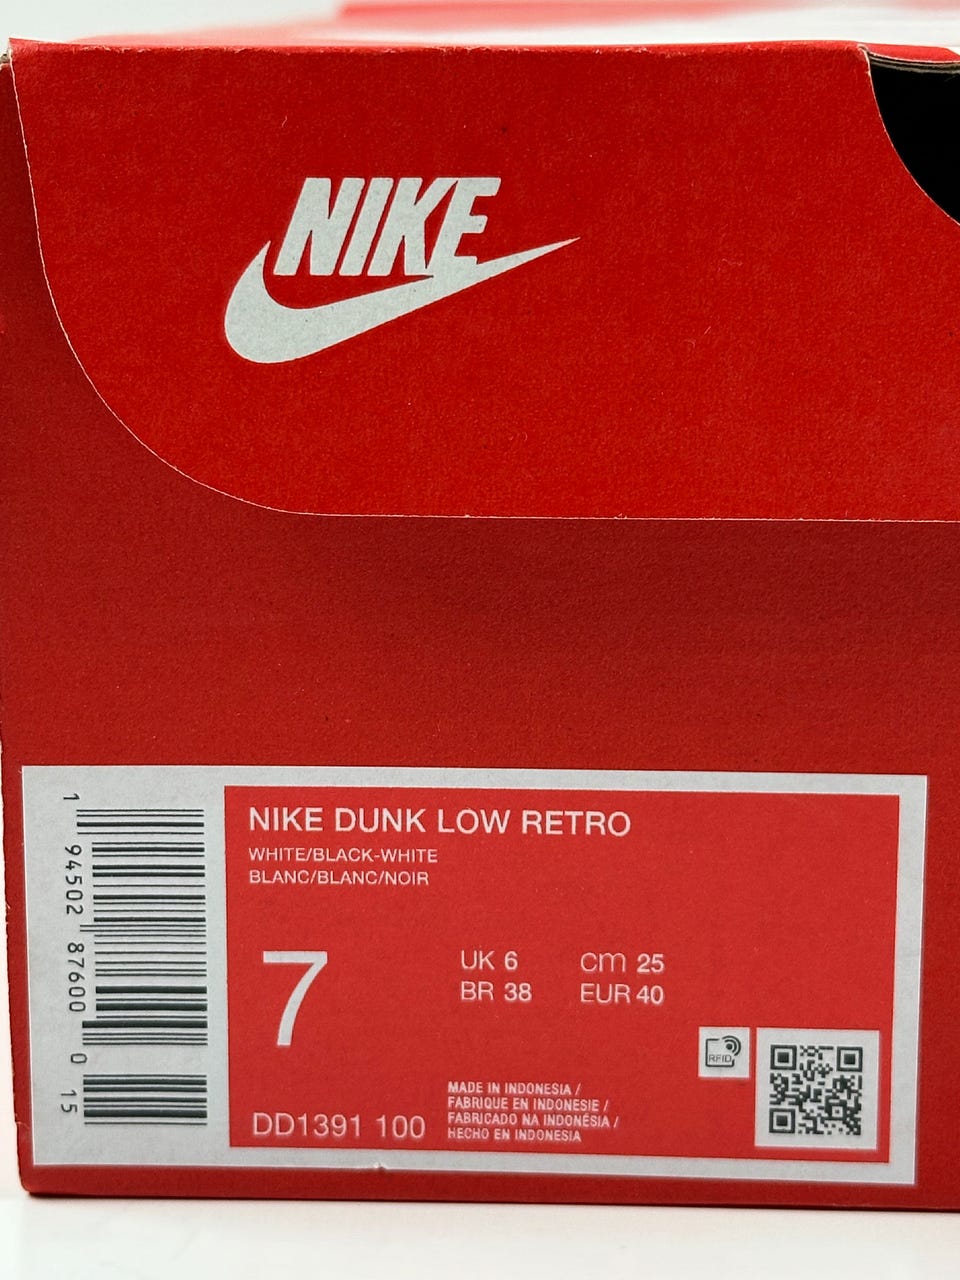 NIKE
NIKE DUNK LOW RETRO
WHITE/BLACK-WHITE
BLANC/BLANC/NOIR
7
UK 6
CM 25
BR 38
EUR 40
RFID
MADE IN INDONESIA /
FABRIQUE EN INDONESIE /
FABRICADO NA INDONÉSIA /
HECHO EN INDONESIA
DD1391 100
1 94502 87600 0 15